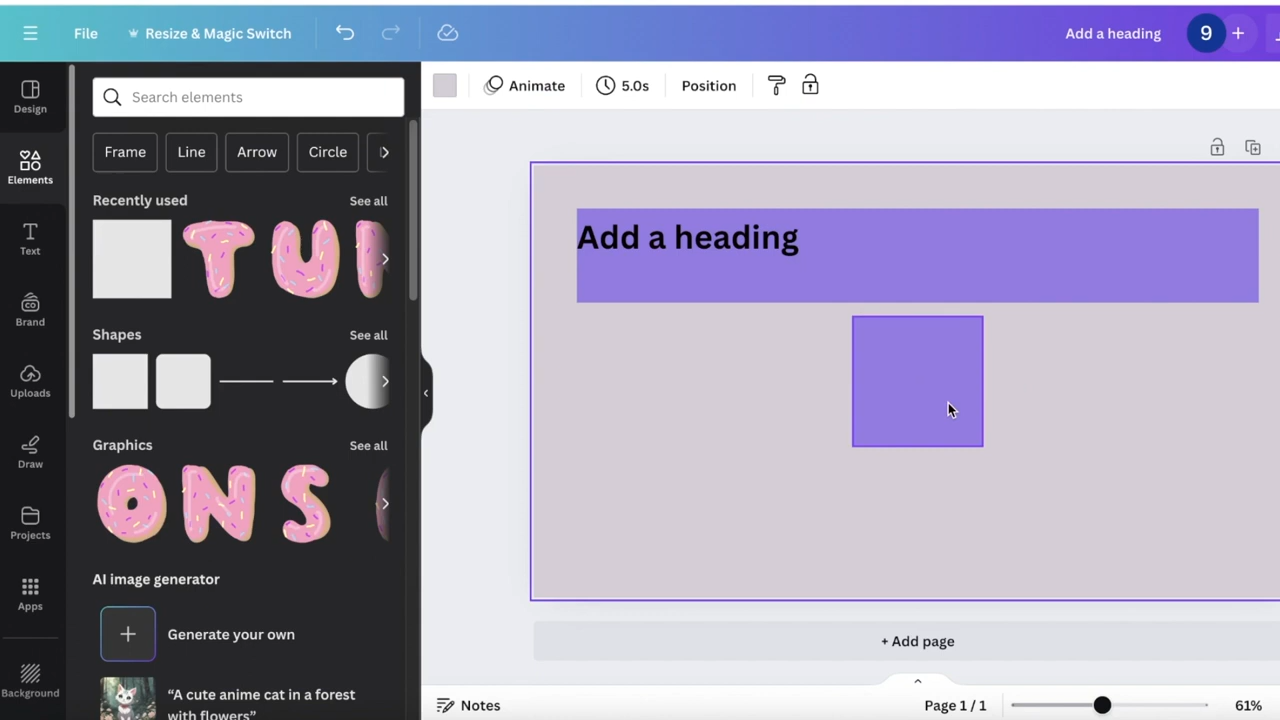 File
Resize & Magic Switch
Add a heading
9
Design
Elements
Text
Brand
Uploads
Draw
Projects
Apps
Background
Search elements
Frame
Line
Arrow
Circle
Recently used
See all
T U
Shapes
See all
Graphics
See all
O N S
AI image generator
Generate your own
“A cute anime cat in a forest
with flowers”
Animate
5.0s
Position
Add a heading
+ Add page
Notes
Page 1 / 1
61%